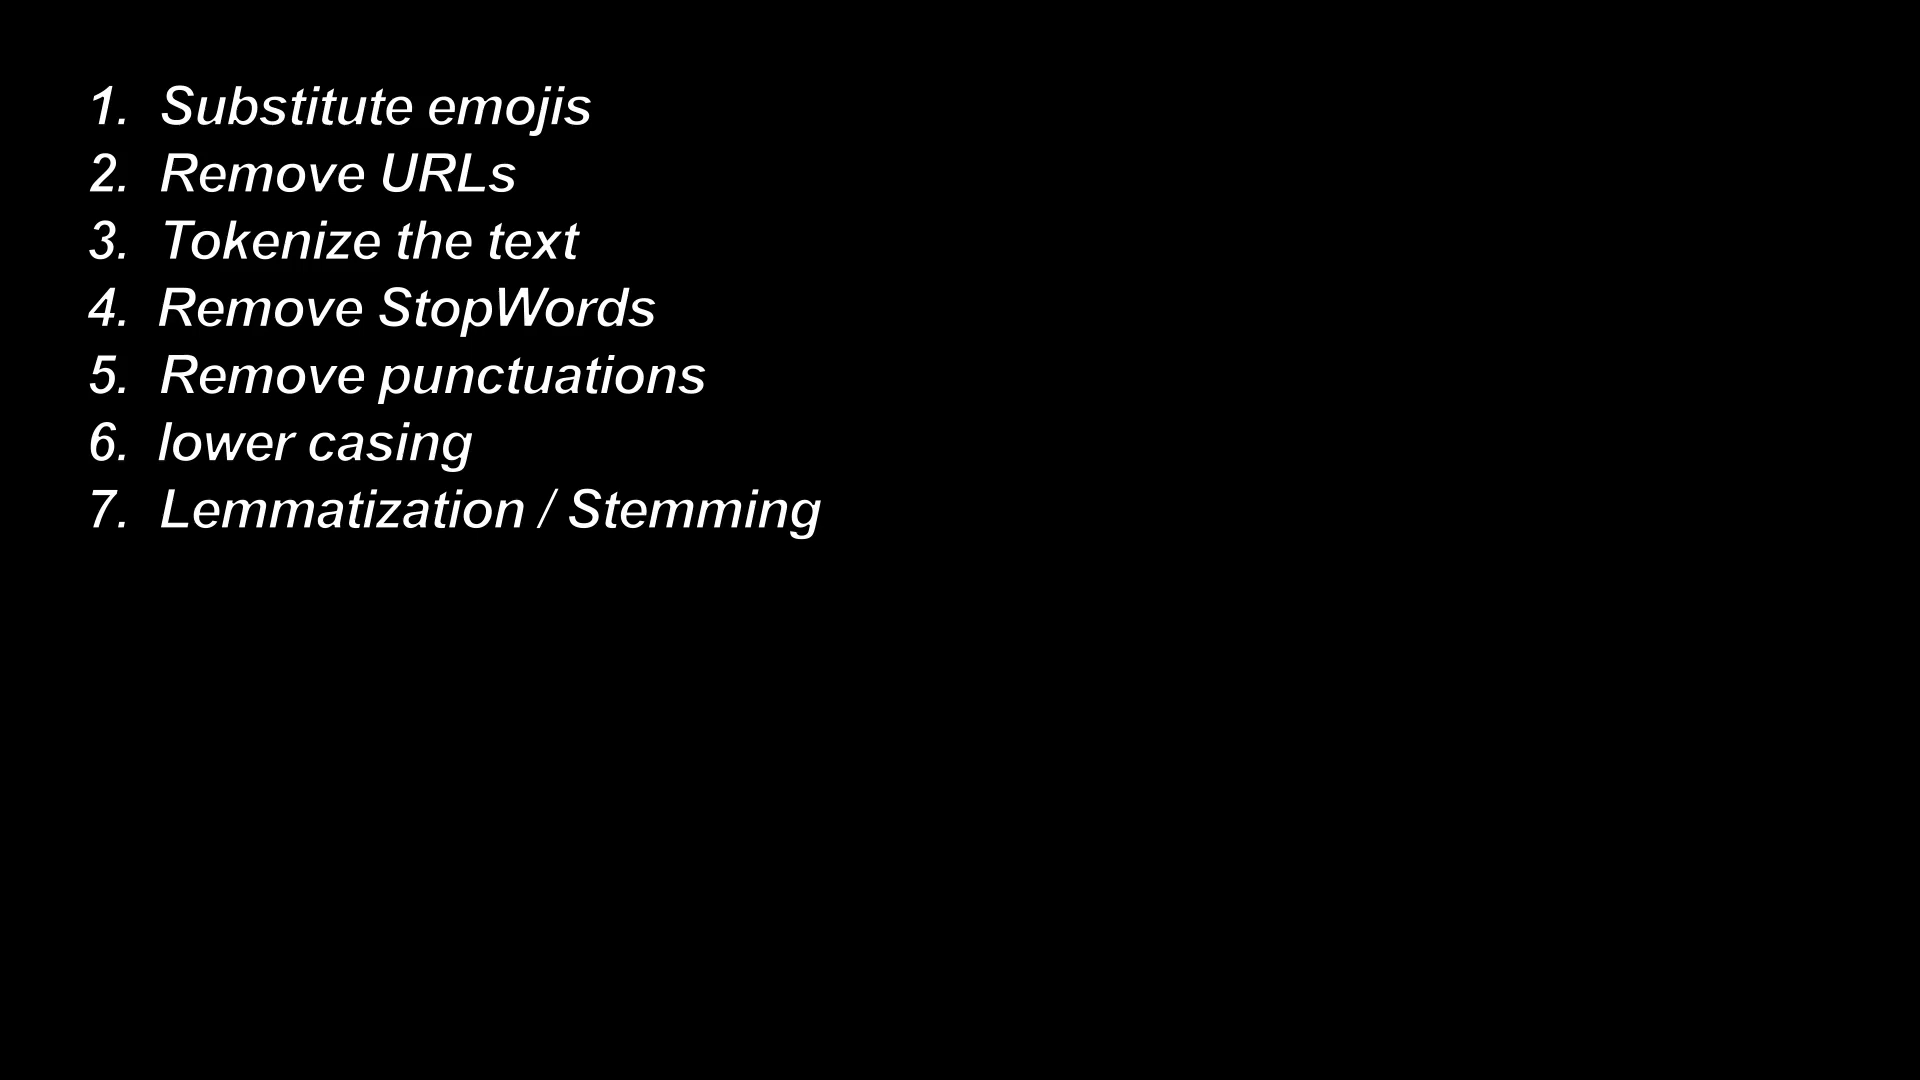 1. Substitute emojis
2. Remove URLs
3. Tokenize the text
4. Remove StopWords
5. Remove punctuations
6. lower casing
7. Lemmatization / Stemming